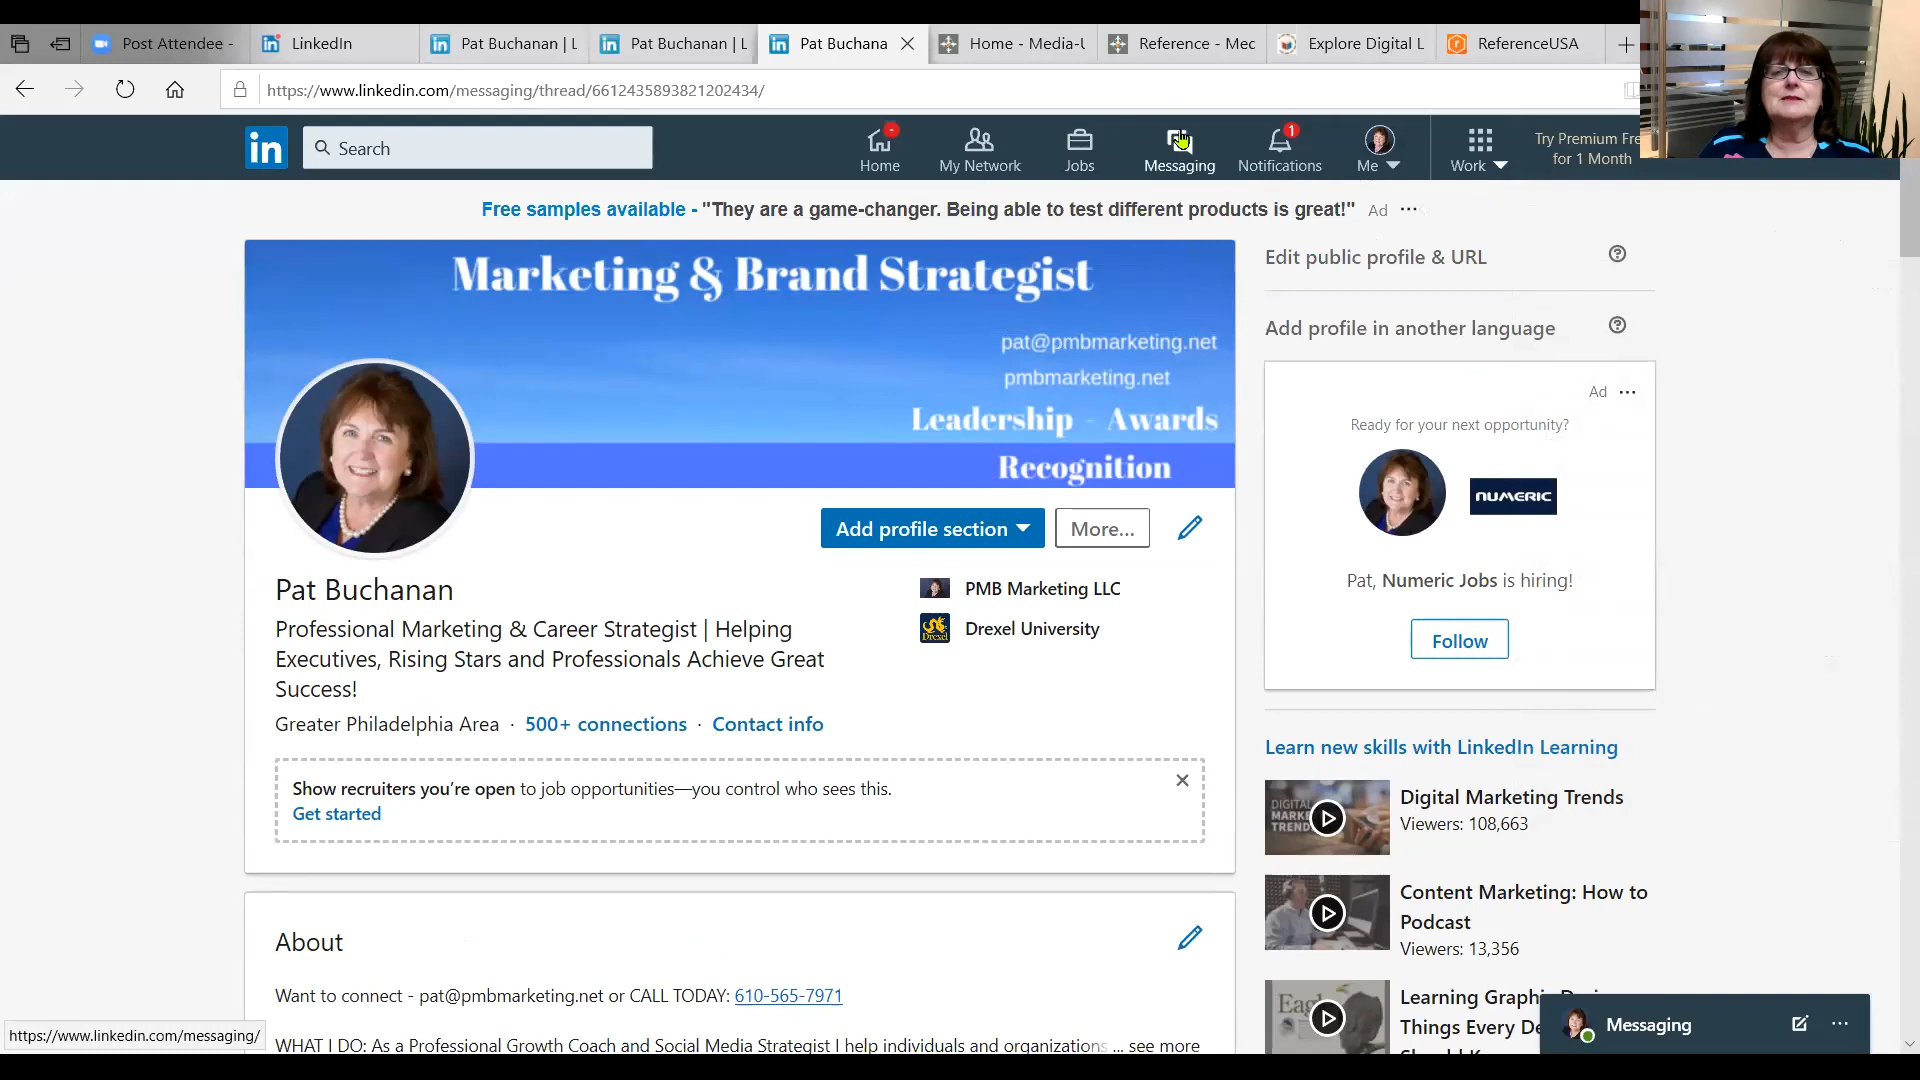 Post Attendee -
LinkedIn
Pat Buchanan | L
Pat Buchanan | L
Pat Buchana
Home - Media-U
Reference - Mec
Explore Digital L
ReferenceUSA
https://www.linkedin.com/messaging/thread/6612435893821202434/
in
Search
Home
My Network
Jobs
Messaging
1
Notifications
Me
Work
Try Premium Fre
for 1 Month
Free samples available - "They are a game-changer. Being able to test different products is great!" Ad ...
Marketing & Brand Strategist
pat@pmbmarketing.net
pmbmarketing.net
Leadership - Awards
Recognition
Add profile section
More...
Pat Buchanan
Professional Marketing & Career Strategist | Helping
Executives, Rising Stars and Professionals Achieve Great
Success!
Greater Philadelphia Area · 500+ connections · Contact info
PMB Marketing LLC
Drexel
Drexel University
Show recruiters you're open to job opportunities—you control who sees this.
Get started
About
Want to connect - pat@pmbmarketing.net or CALL TODAY: 610-565-7971
WHAT I DO: As a Professional Growth Coach and Social Media Strategist I help individuals and organizations ... see more
https://www.linkedin.com/messaging/
Edit public profile & URL
Add profile in another language
Ad ...
Ready for your next opportunity?
NUMERIC
Pat, Numeric Jobs is hiring!
Follow
Learn new skills with LinkedIn Learning
DIGITAL
MARKE
TREND
Digital Marketing Trends
Viewers: 108,663
Content Marketing: How to
Podcast
Viewers: 13,356
Eagl
Learning Graphic
Things Every De
Messaging